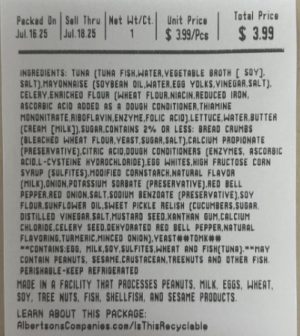 Packed On Sell Thru Net Wt/Ct. Unit Price Total Price
Jul.16.25 Jul.18.25 1 $ 3.99/Pcs $ 3.99
INGREDIENTS: TUNA (TUNA FISH,WATER,VEGETABLE BROTH [ SOY],
SALT),MAYONNAISE (SOYBEAN OIL,WATER,EGG YOLKS,VINEGAR,SALT),
CELERY,ENRICHED FLOUR (WHEAT FLOUR,NIACIN,REDUCED IRON,
ASCORBIC ACID ADDED AS A DOUGH CONDITIONER,THIAMINE
MONONITRATE,RIBOFLAVIN,ENZYME,FOLIC ACID),LETTUCE,WATER,BUTTER
(CREAM [MILK]),SUGAR,CONTAINS 2% OR LESS: BREAD CRUMBS
(BLEACHED WHEAT FLOUR,YEAST,SUGAR,SALT),CALCIUM PROPIONATE
(PRESERVATIVE),CITRIC ACID,DOUGH CONDITIONERS (ENZYMES, ASCORBIC
ACID,L-CYSTEINE HYDROCHLORIDE),EGG WHITES,HIGH FRUCTOSE CORN
SYRUP (SULFITES),MODIFIED CORNSTARCH,NATURAL FLAVOR
(MILK),ONION,POTASSIUM SORBATE (PRESERVATIVE),RED BELL
PEPPER,RED ONION,SALT,SODIUM BENZOATE (PRESERVATIVE),SOY
FLOUR,SUNFLOWER OIL,SWEET PICKLE RELISH (CUCUMBERS,SUGAR,
DISTILLED VINEGAR,SALT,MUSTARD SEED,XANTHAN GUM,CALCIUM
CHLORIDE,CELERY SEED,DEHYDRATED RED BELL PEPPER,NATURAL
FLAVORING,TURMERIC,MINCED ONION),YEAST
**CONTAINS:EGG, MILK,SOY,SULFITES,WHEAT AND FISH(TUNA).**MAY
CONTAIN PEANUTS, SESAME,CRUSTACEAN,TREENUTS AND OTHER FISH.
PERISHABLE-KEEP REFRIGERATED
MADE IN A FACILITY THAT PROCESSES PEANUTS, MILK, EGGS, WHEAT,
SOY, TREE NUTS, FISH, SHELLFISH, AND SESAME PRODUCTS.
LEARN ABOUT THIS PACKAGE:
AlbertsonsCompanies.com/IsThisRecyclable